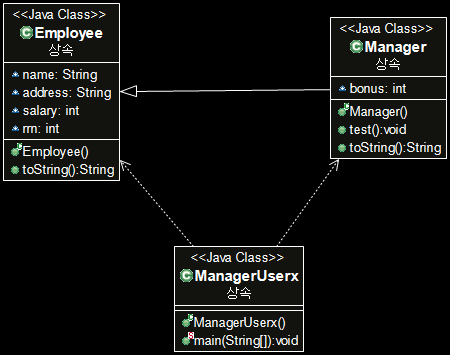 <<Java Class>>
Employee
상속
name: String
address: String
salary: int
rrn: int
Employee()
toString():String
<<Java Class>>
Manager
상속
bonus: int
Manager()
test():void
toString():String
<<Java Class>>
ManagerUserx
상속
ManagerUserx()
main(String[]):void